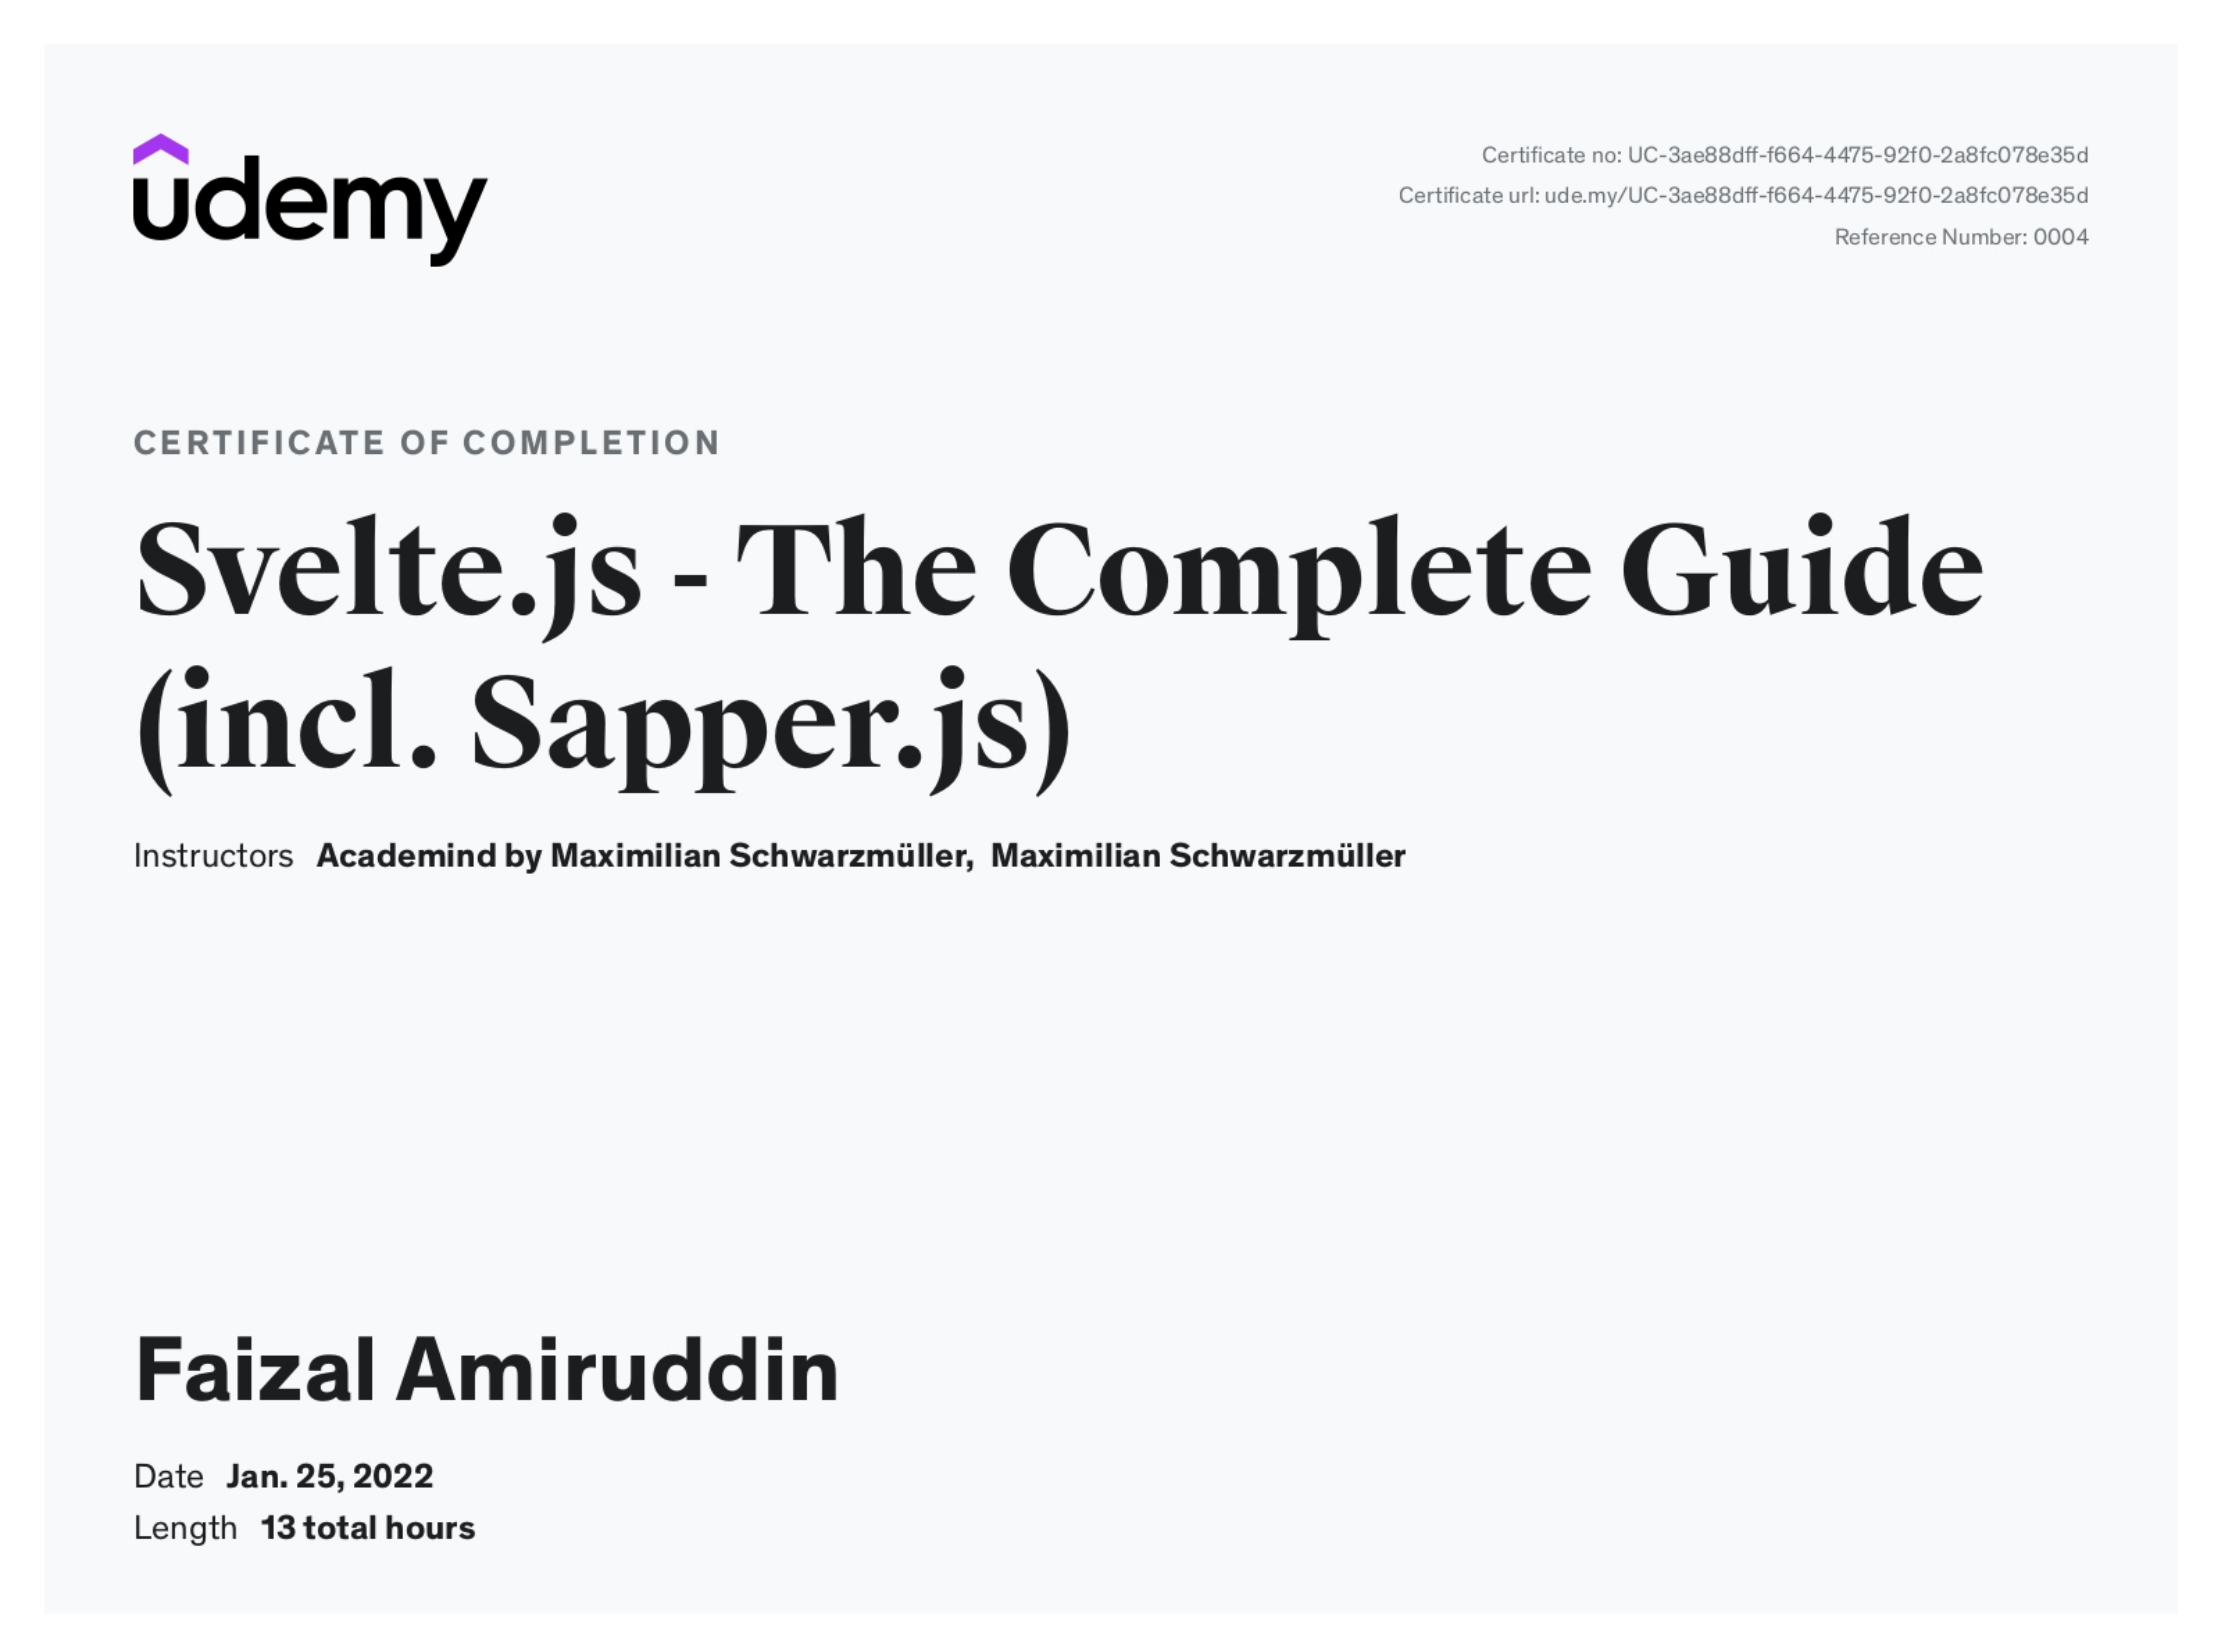 udemy
Certificate no: UC-3ae88dff-f664-4475-92f0-2a8fc078e35d
Certificate url: ude.my/UC-3ae88dff-f664-4475-92f0-2a8fc078e35d
Reference Number: 0004
CERTIFICATE OF COMPLETION
Svelte.js - The Complete Guide
(incl. Sapper.js)
Instructors Academind by Maximilian Schwarzmüller, Maximilian Schwarzmüller
Faizal Amiruddin
Date Jan. 25, 2022
Length 13 total hours